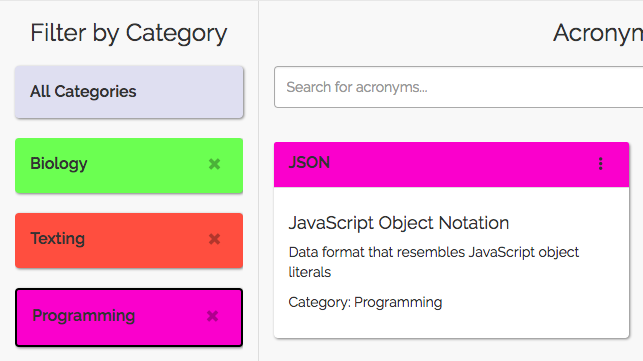 Filter by Category
All Categories
Biology
Texting
Programming
Search for acronyms...
JSON
JavaScript Object Notation
Data format that resembles JavaScript object
literals
Category: Programming